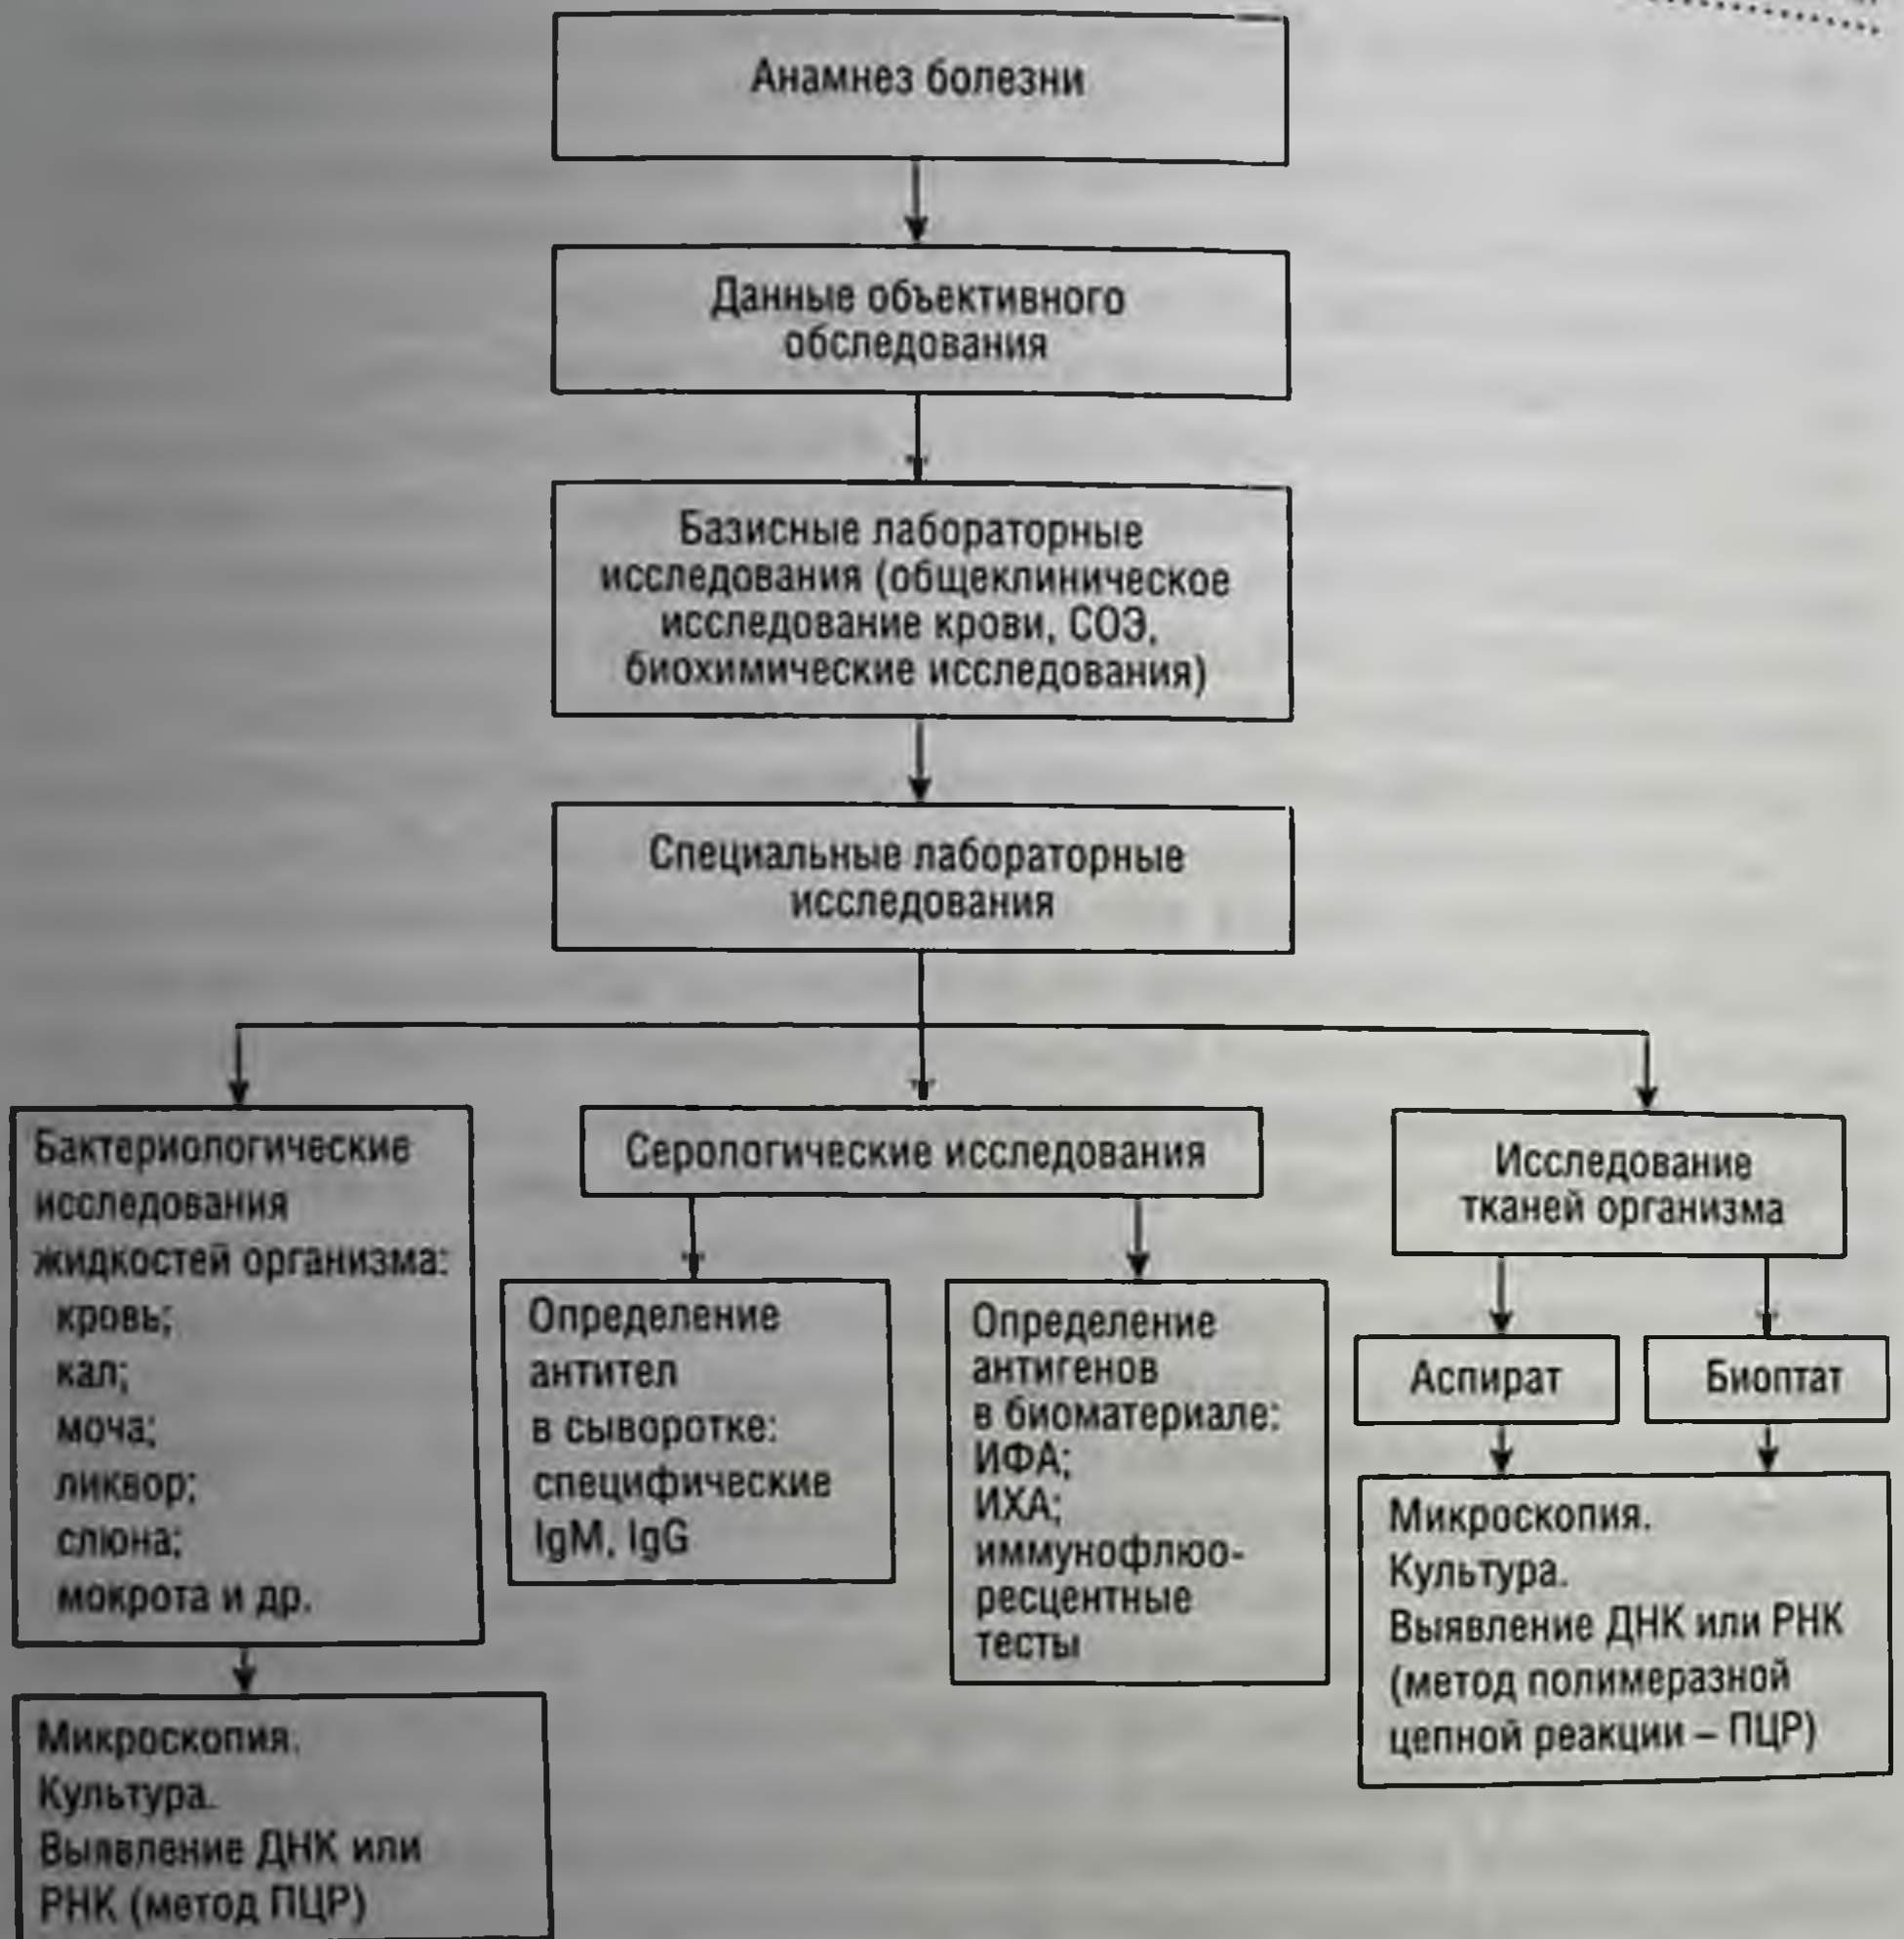 Анамнез болезни
Данные объективного
обследования
Базисные лабораторные
исследования (общеклиническое
исследование крови, СОЭ,
биохимические исследования)
Специальные лабораторные
исследования
Бактериологические
исследования
жидкостей организма:
кровь;
кал;
моча;
ликвор;
слюна;
мокрота и др.
Микроскопия.
Культура.
Выявление ДНК или
РНК (метод ПЦР)
Серологические исследования
Определение
антител
в сыворотке:
специфические
IgM, IgG
Определение
антигенов
в биоматериале:
ИФА;
ИХА;
иммунофлюо-
ресцентные
тесты
Исследование
тканей организма
Аспират
Биоптат
Микроскопия.
Культура.
Выявление ДНК или РНК
(метод полимеразной
цепной реакции – ПЦР)